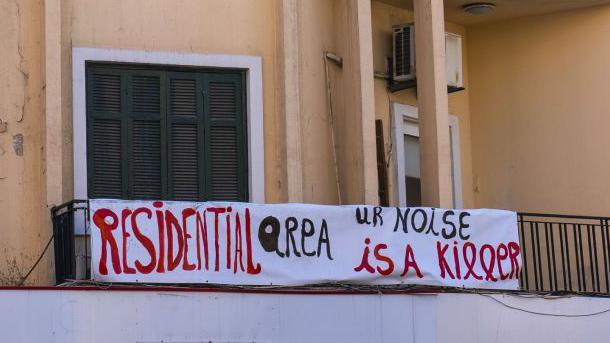 RESIDENTIAL AREA
UR NOISE
iS A KillER